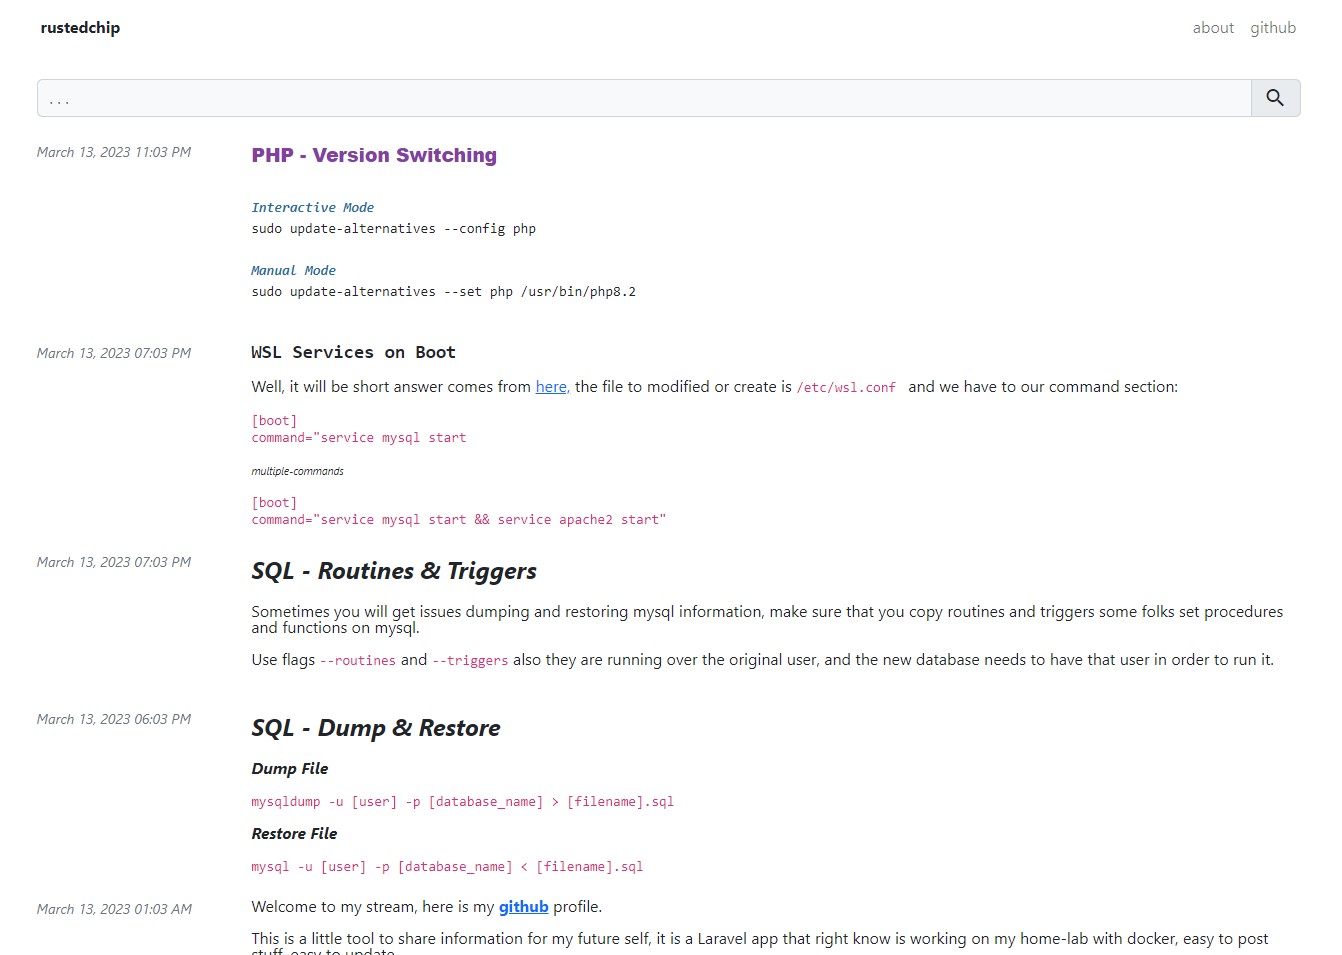 rustedchip
about github
...
March 13, 2023 11:03 PM
PHP - Version Switching
Interactive Mode
sudo update-alternatives --config php
Manual Mode
sudo update-alternatives --set php /usr/bin/php8.2
March 13, 2023 07:03 PM
WSL Services on Boot
Well, it will be short answer comes from here, the file to modified or create is /etc/wsl.conf and we have to our command section:
[boot]
command="service mysql start
multiple-commands
[boot]
command="service mysql start && service apache2 start"
March 13, 2023 07:03 PM
SQL - Routines & Triggers
Sometimes you will get issues dumping and restoring mysql information, make sure that you copy routines and triggers some folks set procedures
and functions on mysql.
Use flags --routines and --triggers also they are running over the original user, and the new database needs to have that user in order to run it.
March 13, 2023 06:03 PM
SQL - Dump & Restore
Dump File
mysqldump -u [user] -p [database_name] > [filename].sql
Restore File
mysql -u [user] -p [database_name] < [filename].sql
March 13, 2023 01:03 AM
Welcome to my stream, here is my github profile.
This is a little tool to share information for my future self, it is a Laravel app that right know is working on my home-lab with docker, easy to post
stuff, easy to update